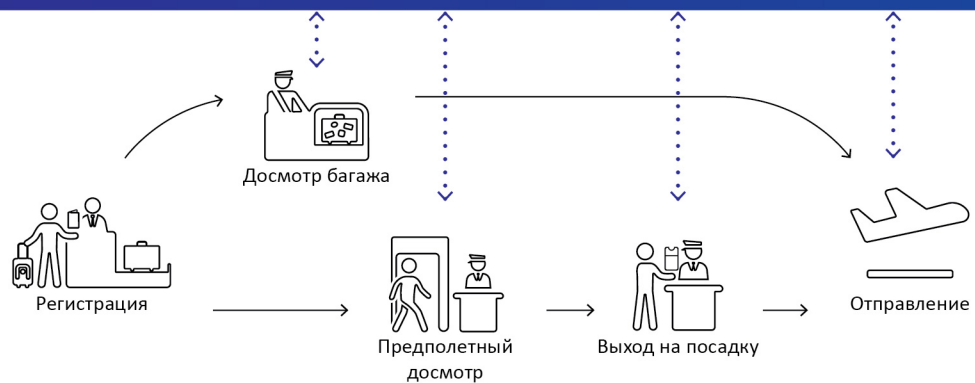 Досмотр багажа
Регистрация
Предполетный
досмотр
Выход на посадку
Отправление